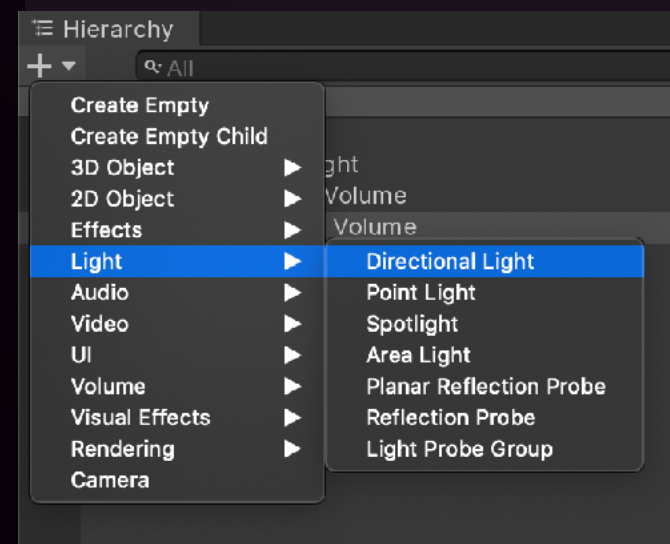 Hierarchy
All
Create Empty
Create Empty Child
3D Object
ght
2D Object
Volume
Effects
Volume
Light
Directional Light
Audio
Point Light
Video
Spotlight
UI
Area Light
Volume
Planar Reflection Probe
Visual Effects
Reflection Probe
Rendering
Light Probe Group
Camera